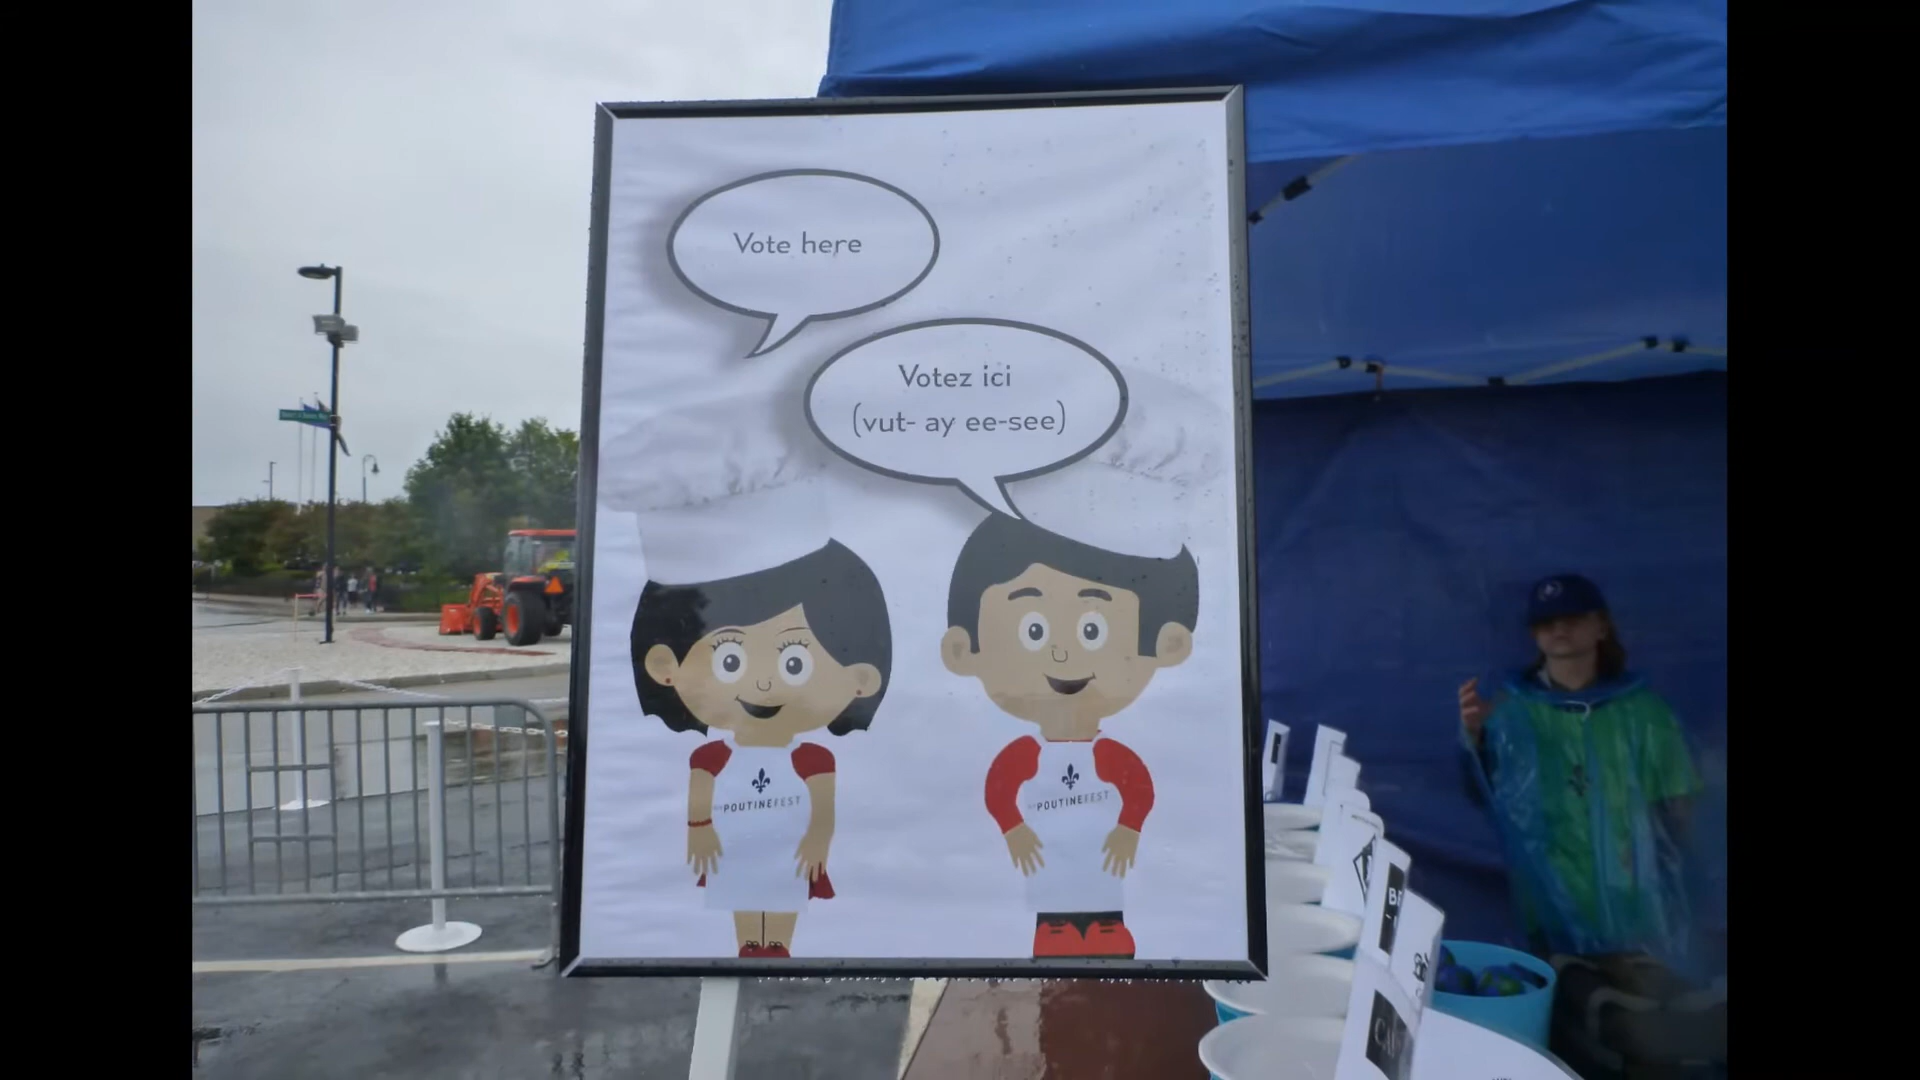 Vote here
Votez ici
(vut- ay ee-see)
POUTINEFEST
POUTINEFEST